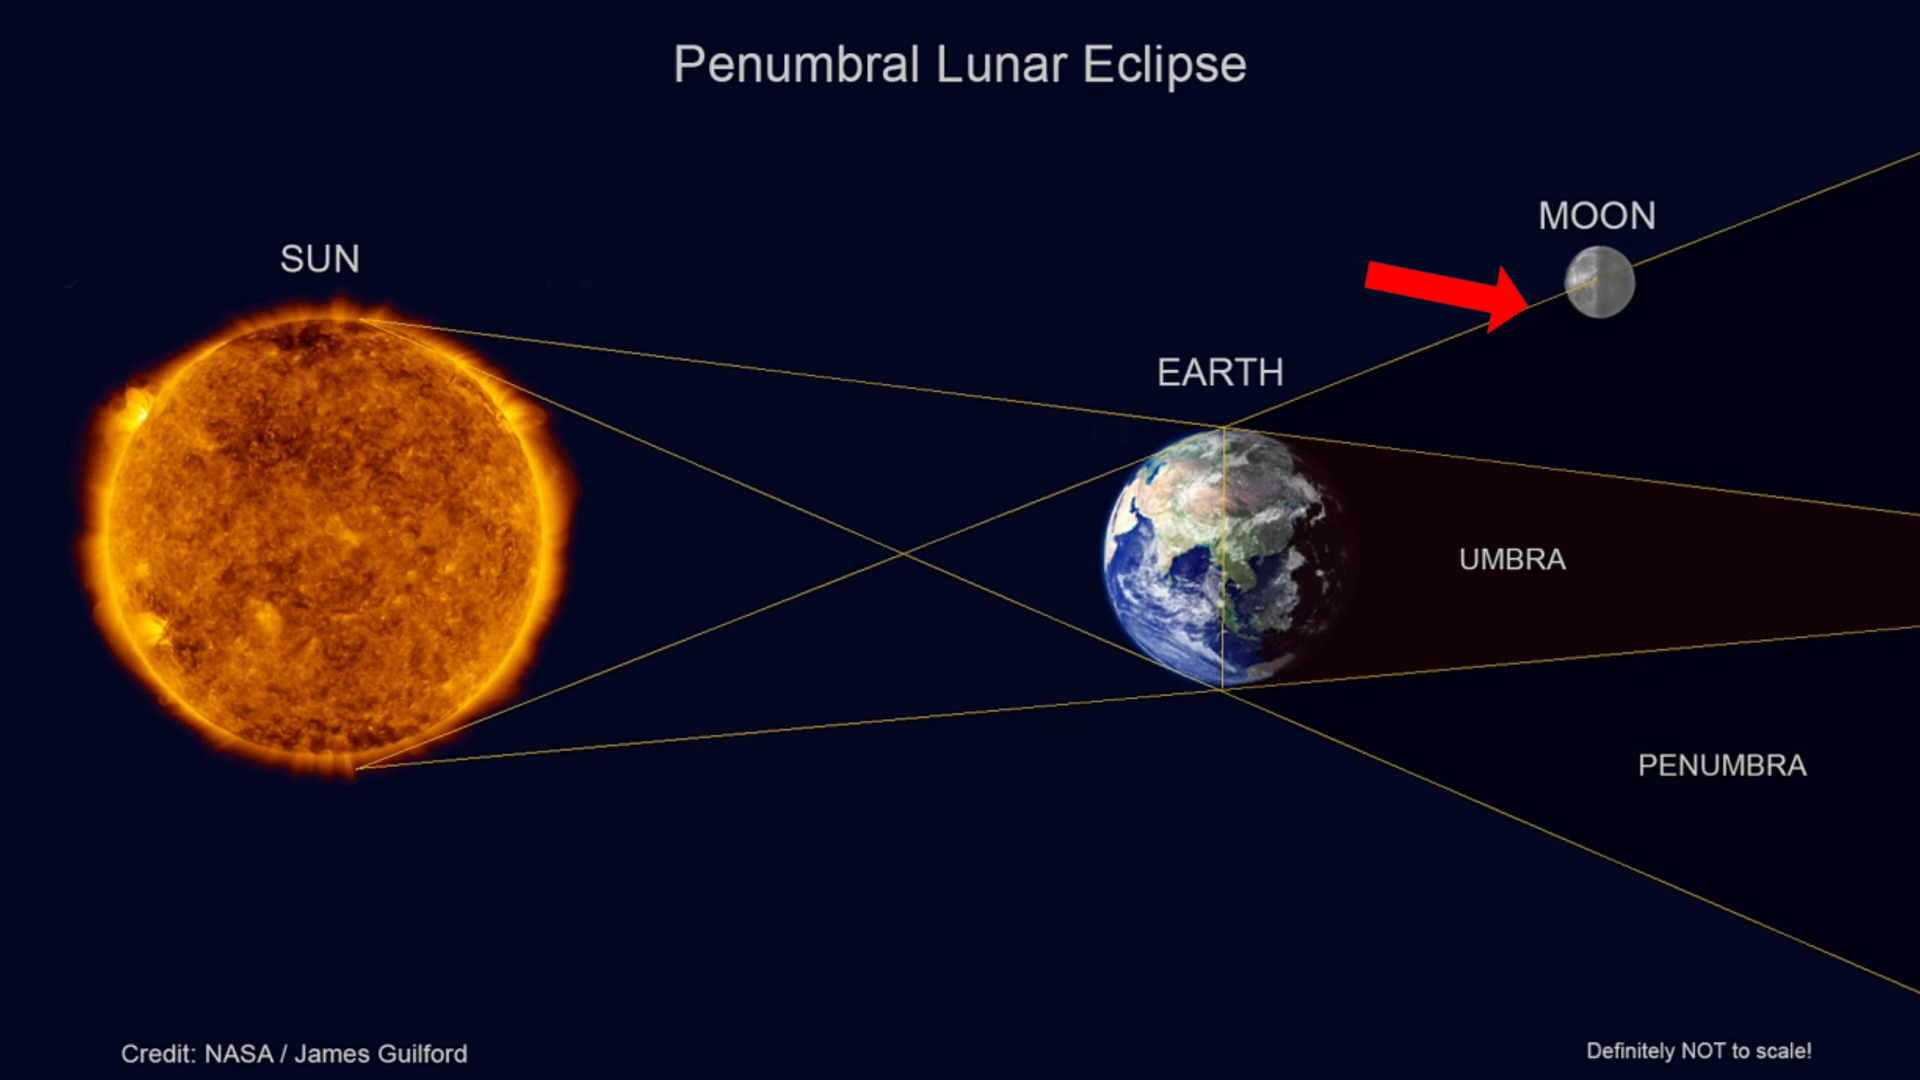 Penumbral Lunar Eclipse
MOON
SUN
EARTH
UMBRA
PENUMBRA
Credit: NASA / James Guilford
Definitely NOT to scale!